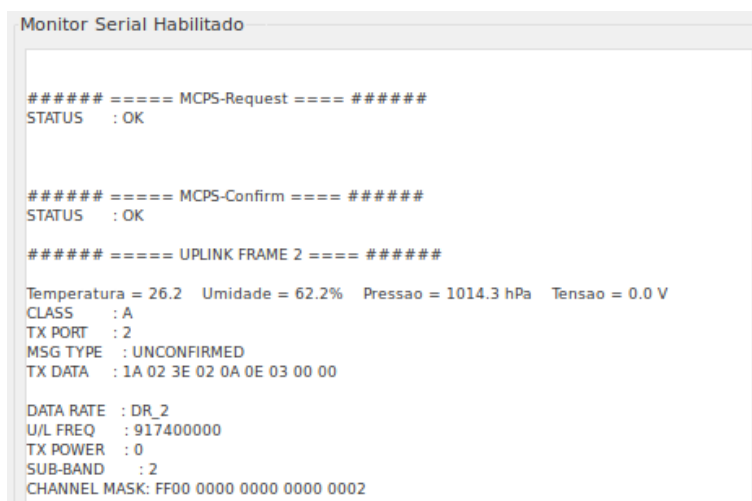 Monitor Serial Habilitado
###### ===== MCPS-Request ==== ######
STATUS : OK
###### ===== MCPS-Confirm ==== ######
STATUS : OK
###### ===== UPLINK FRAME 2 ==== ######
Temperatura = 26.2 Umidade = 62.2% Pressao = 1014.3 hPa Tensao = 0.0 V
CLASS : A
TX PORT : 2
MSG TYPE : UNCONFIRMED
TX DATA : 1A 02 3E 02 0A 0E 03 00 00
DATA RATE : DR_2
U/L FREQ : 917400000
TX POWER : 0
SUB-BAND : 2
CHANNEL MASK: FF00 0000 0000 0000 0002